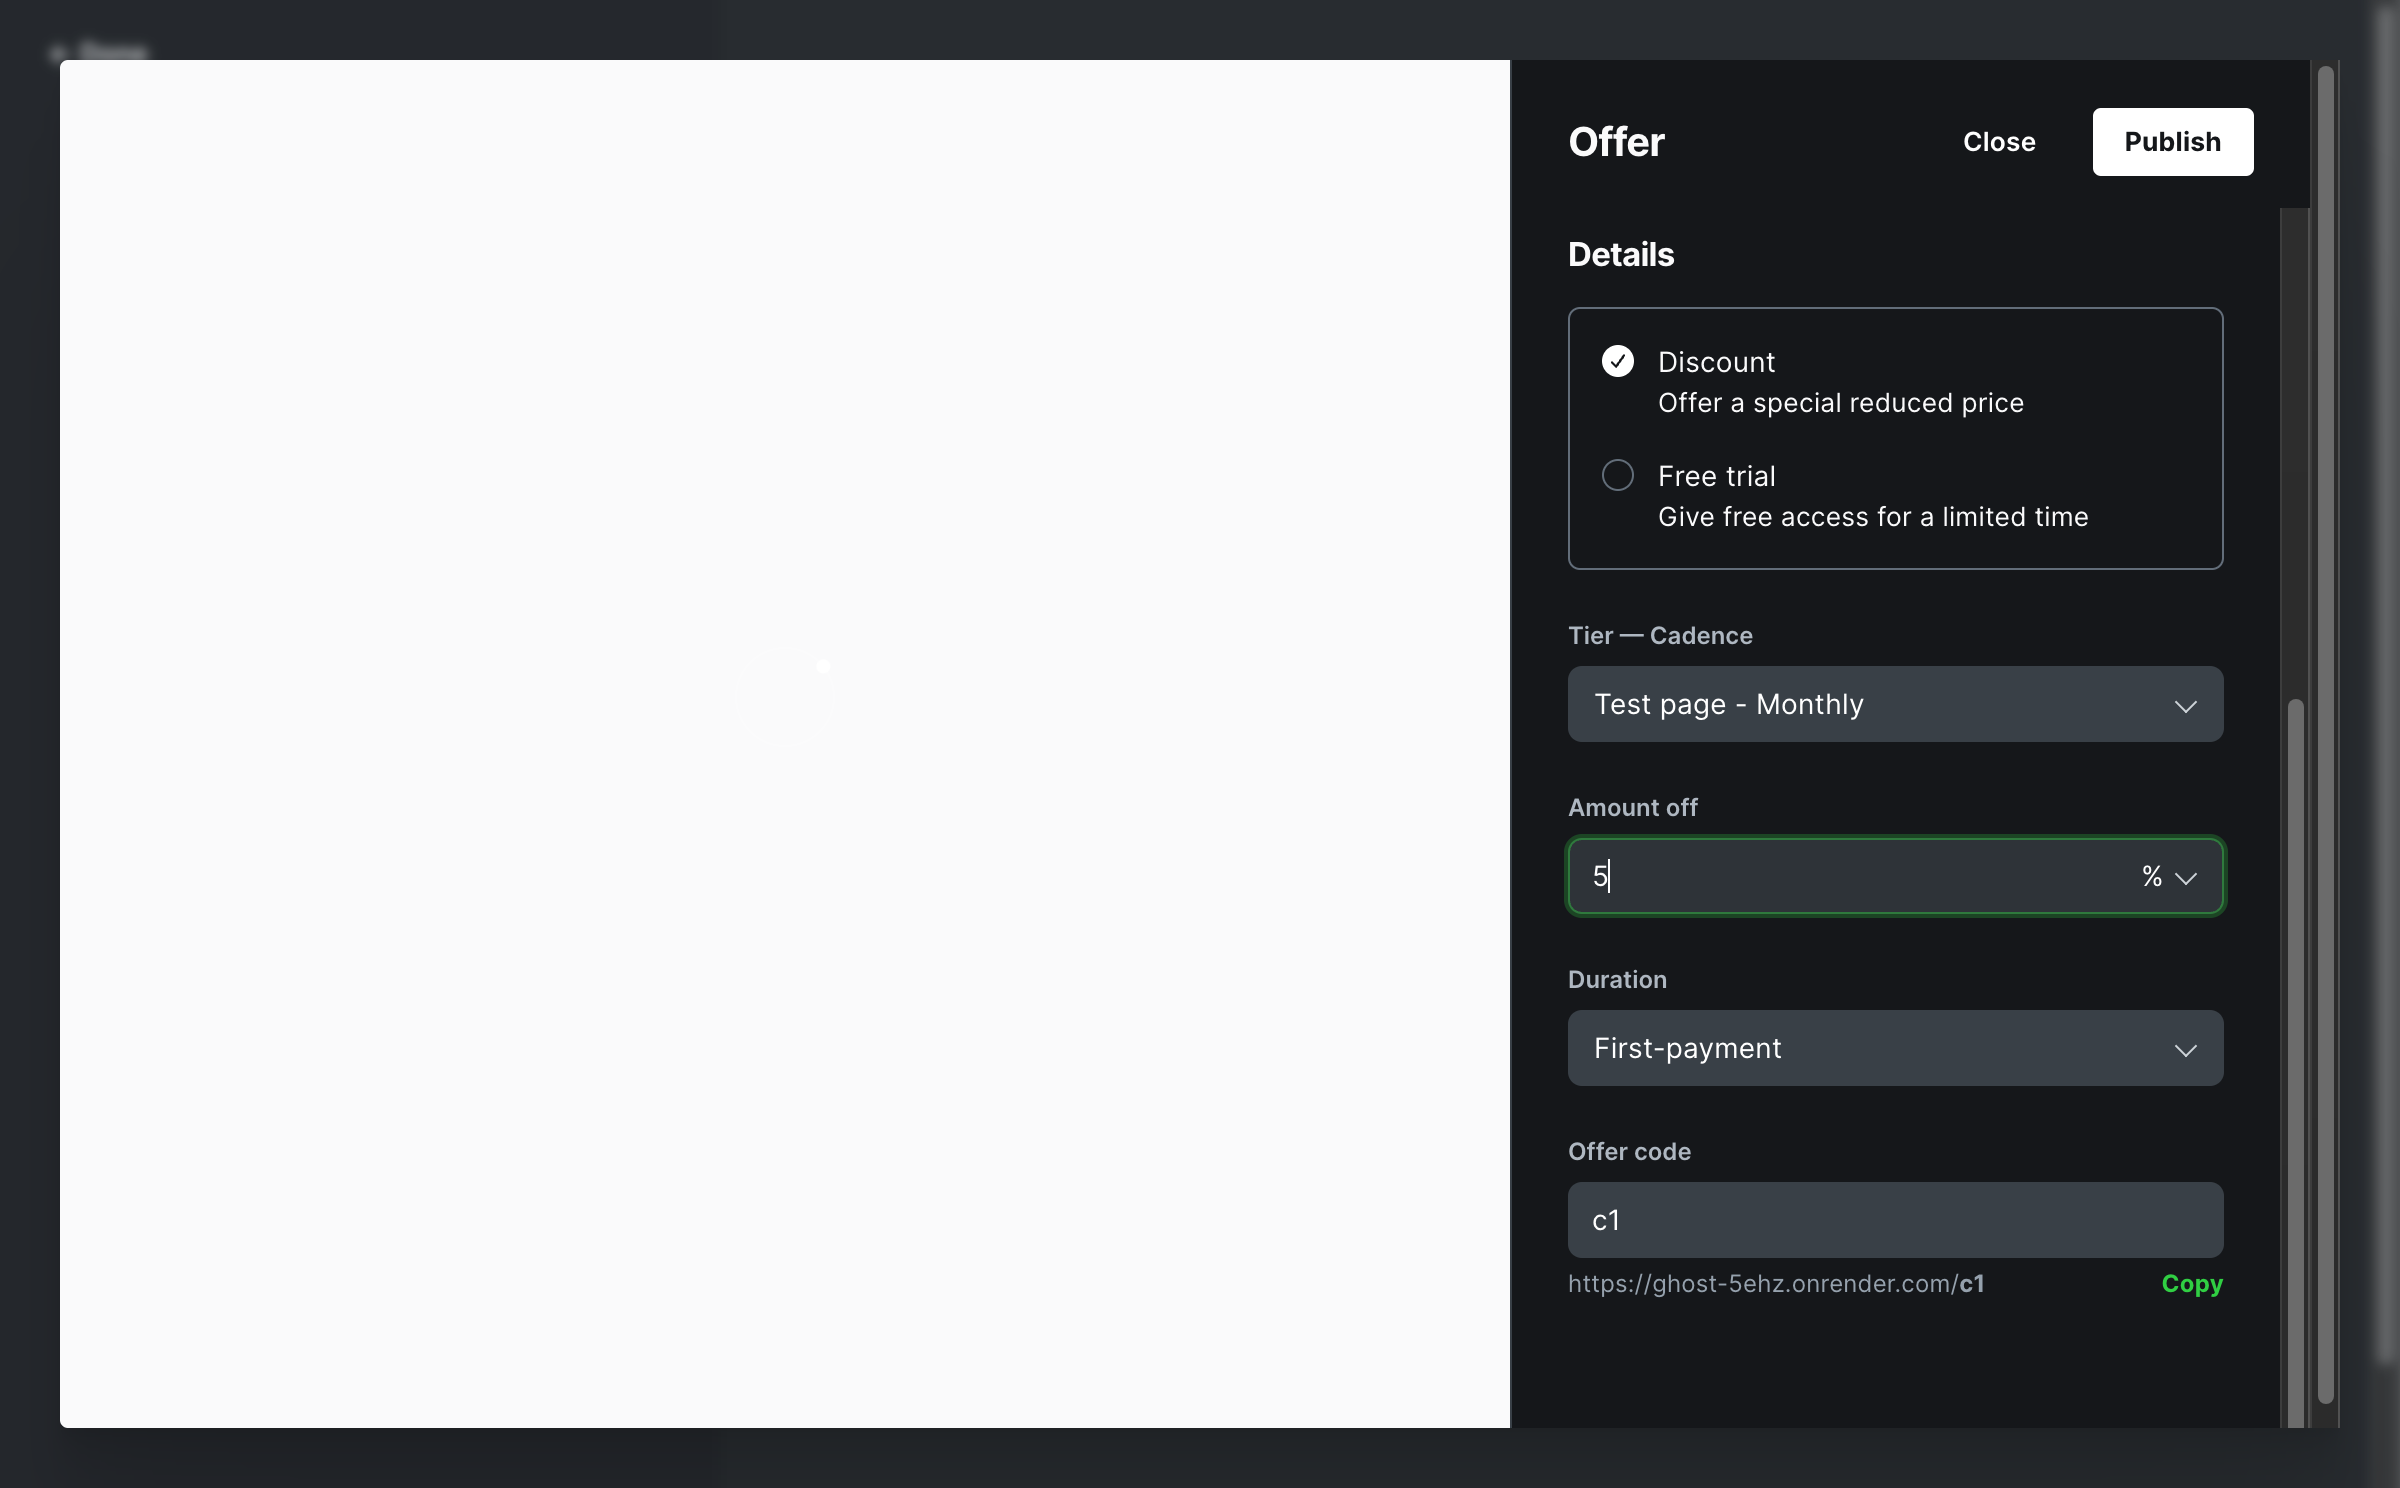 Offer
Close
Publish
Details
Discount
Offer a special reduced price
Free trial
Give free access for a limited time
Tier — Cadence
Test page - Monthly
Amount off
5
%
Duration
First-payment
Offer code
c1
https://ghost-5ehz.onrender.com/c1
Copy